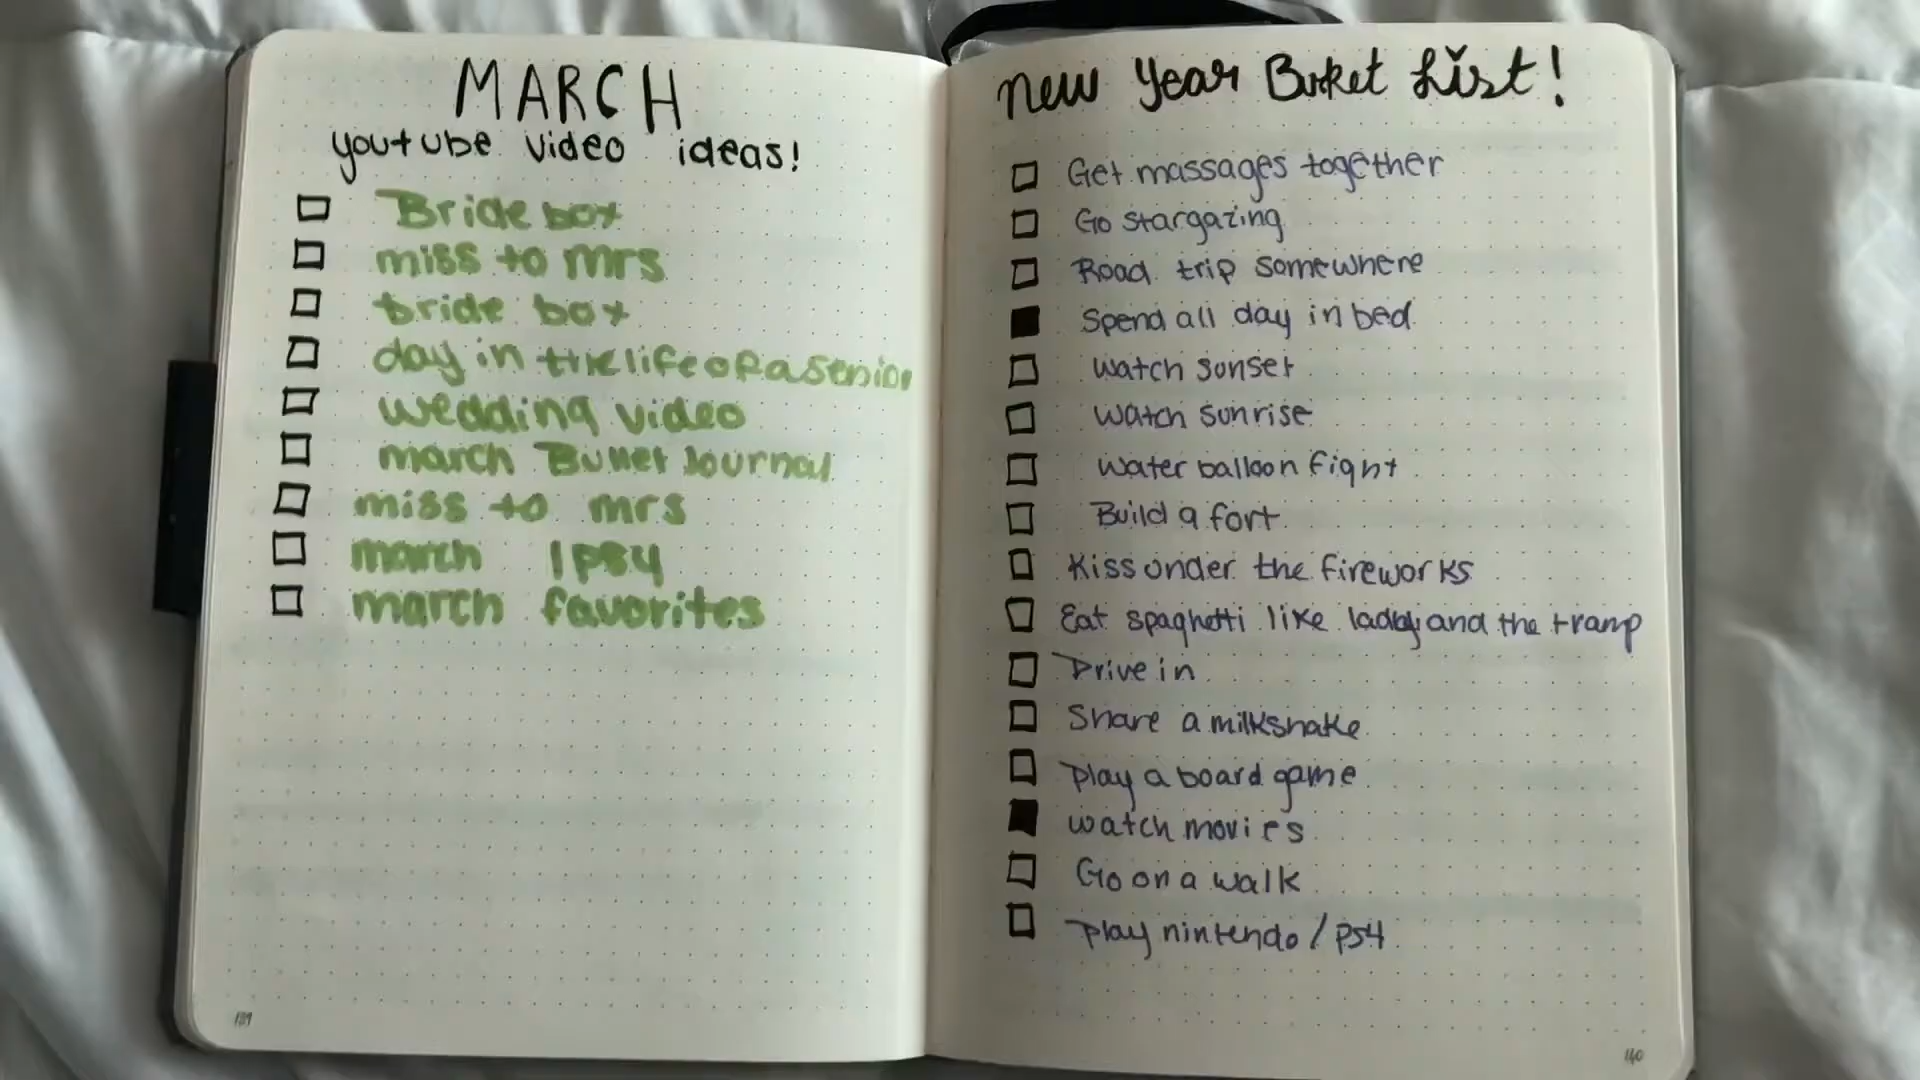 MARCH
youtube video ideas!
Bride box
miss to mrs
bride box
day in the life of a senior
wedding video
march Bullet Journal
miss to mrs
march Ipsy
march favorites
139
new Year Bucket List!
Get massages together
Go stargazing
Road trip somewhere
Spend all day in bed
watch sunset
watch sunrise
water balloon fight
Build a fort
Kiss under the fireworks
Eat spaghetti like lady and the tramp
Drive in
Share a milkshake
play a board game
watch movies
Go on a walk
play nintendo / ps4
140